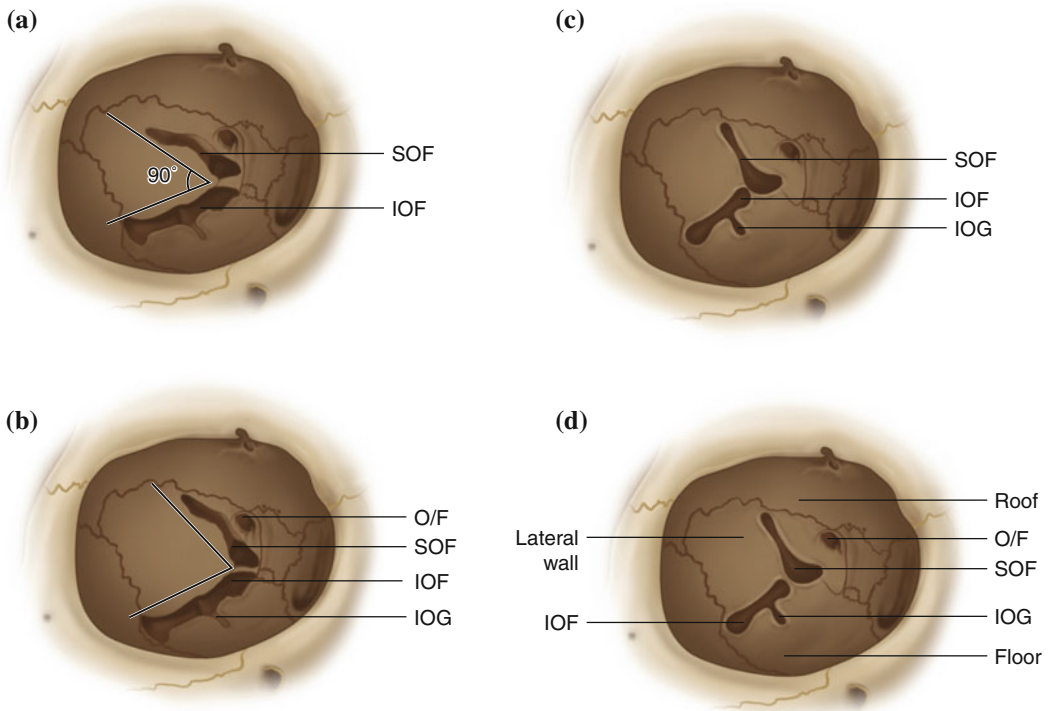 (a)
SOF
90°
IOF
(c)
SOF
IOF
IOG
(b)
O/F
SOF
IOF
IOG
(d)
Roof
O/F
Lateral
wall
SOF
IOF
IOG
Floor